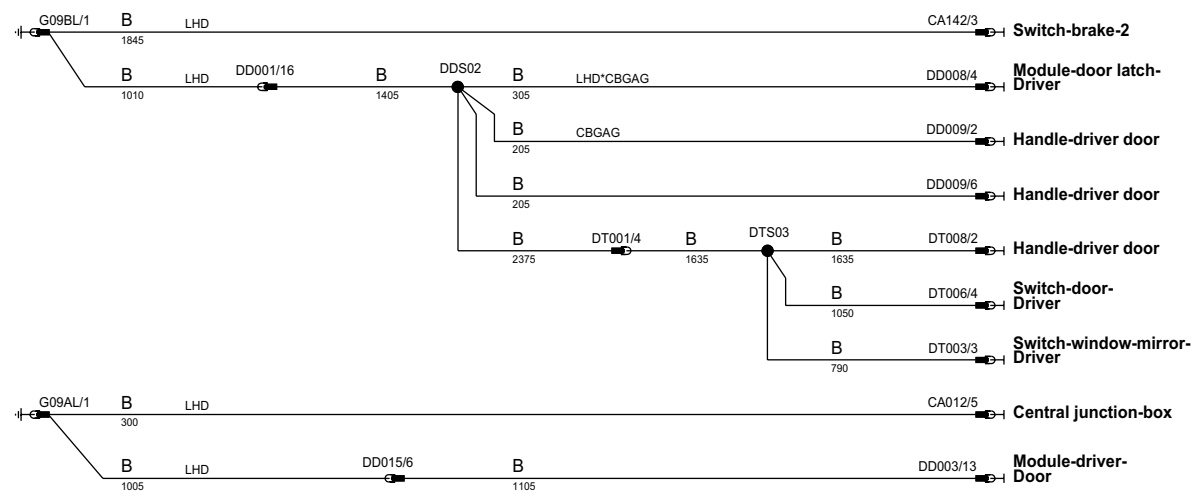 G09BL/1 B LHD CA142/3 Switch-brake-2
1845
B LHD DD001/16 B DDS02 B LHD*CBGAG DD008/4 Module-door latch-
Driver
1010 1405 305
B CBGAG DD009/2 Handle-driver door
205
B DD009/6 Handle-driver door
205
B DT001/4 B DTS03 B DT008/2 Handle-driver door
2375 1635 1635
B DT006/4 Switch-door-
Driver
1050
B DT003/3 Switch-window-mirror-
Driver
790
G09AL/1 B LHD CA012/5 Central junction-box
300
B LHD DD015/6 B DD003/13 Module-driver-
Door
1005 1105